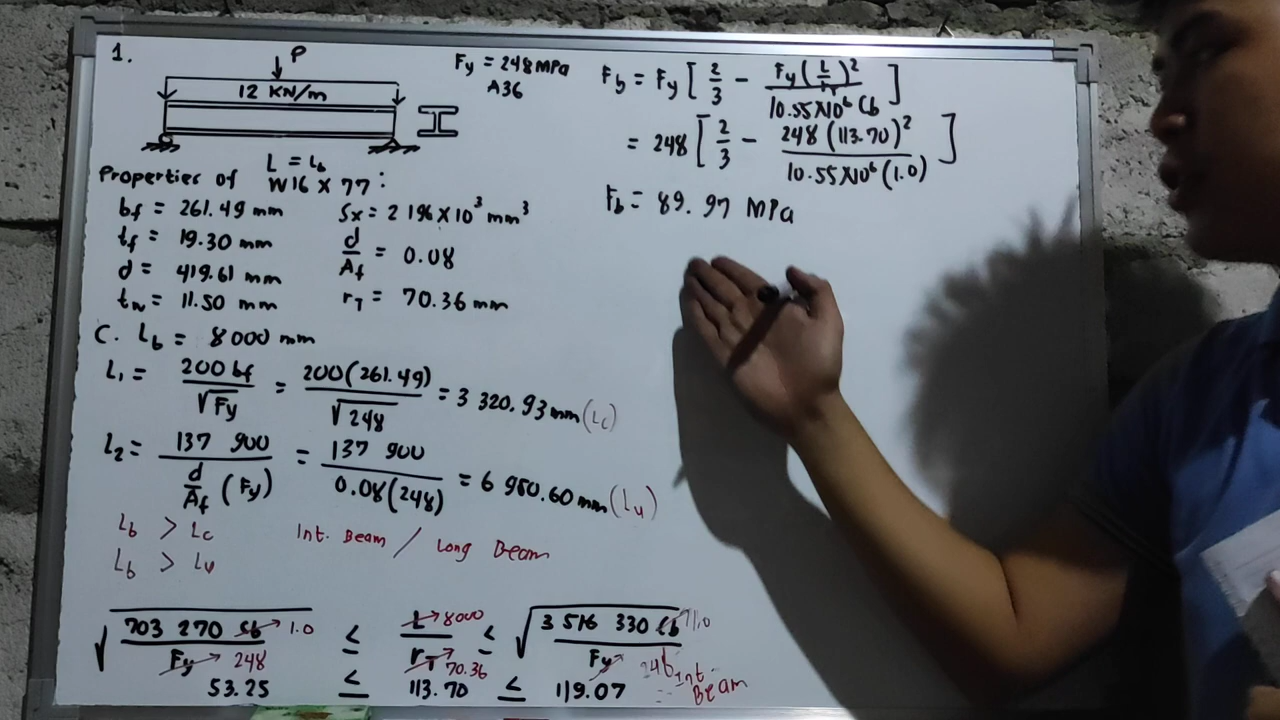 1.
P
12 KN/m
L = Lb
Fy = 248 MPa
A36
Properties of W16 X 77:
bf = 261.49 mm
tf = 19.30 mm
d = 419.61 mm
tw = 11.50 mm
Sx = 2 196 X 10³ mm³
d/Af = 0.08
rT = 70.36 mm
C. Lb = 8000 mm
L1 = 200 bf / √Fy = 200(261.49) / √248 = 3 320.93 mm (Lc)
L2 = 137 900 / d/Af (Fy) = 137 900 / 0.08(248) = 6 950.60 mm (Lu)
Lb > Lc Int. Beam / Long Beam
Lb > Lu
√703 270 Cb → 1.0 / Fy → 248 ≤ L → 8000 / rT → 70.36 ≤ √3 516 330 Cb → 1.0 / Fy → 248 Int. Beam
53.25 ≤ 113.70 ≤ 119.07
Fb = Fy [ 2/3 - Fy (L/rT)² / 10.55X10⁶ Cb ]
= 248 [ 2/3 - 248 (113.70)² / 10.55X10⁶ (1.0) ]
Fb = 89.97 MPa